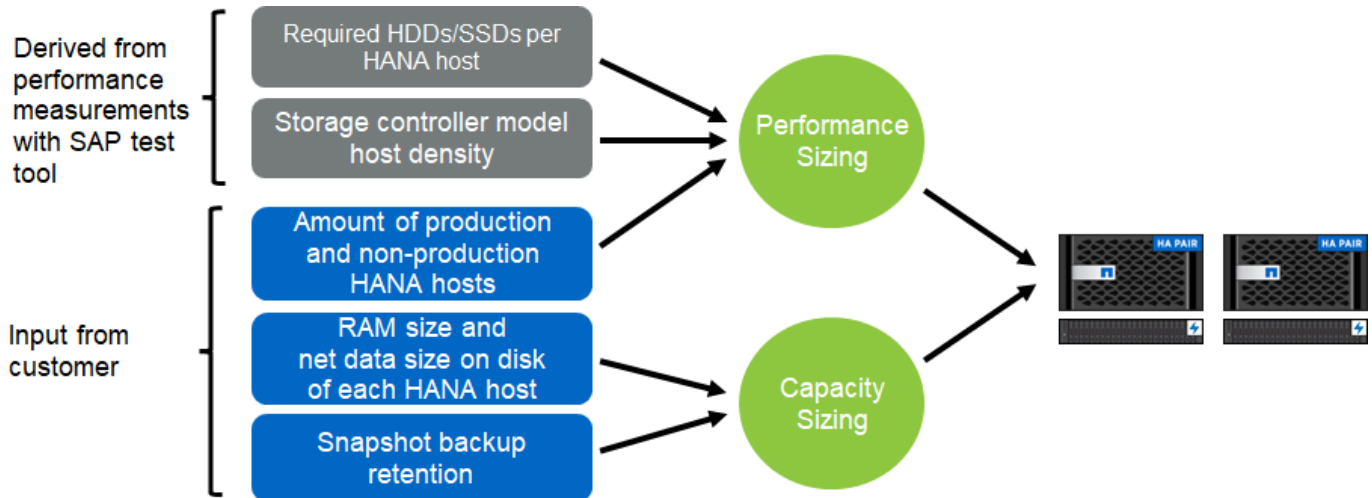 Derived from
performance
measurements
with SAP test
tool
Required HDDs/SSDs per
HANA host
Storage controller model
host density
Performance
Sizing
Input from
customer
Amount of production
and non-production
HANA hosts
RAM size and
net data size on disk
of each HANA host
Snapshot backup
retention
Capacity
Sizing
HA PAIR
HA PAIR